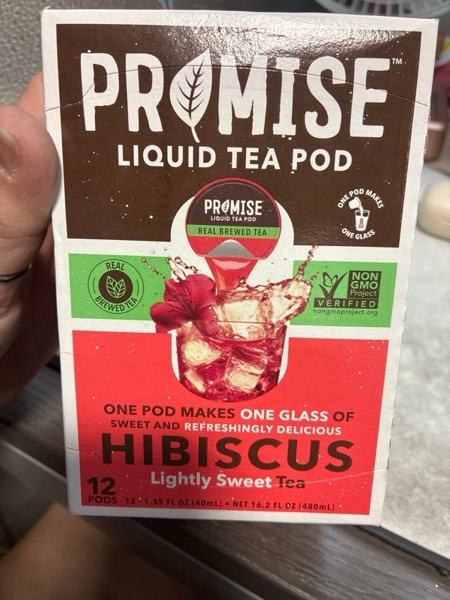 PROMISE™
LIQUID TEA POD
PROMISE
LIQUID TEA POD
REAL BREWED TEA
ONE POD MAKES
ONE GLASS
REAL
BREWED TEA
NON
GMO
Project
VERIFIED
nongmoproject.org
ONE POD MAKES ONE GLASS OF
SWEET AND REFRESHINGLY DELICIOUS
HIBISCUS
Lightly Sweet Tea
12
PODS
12 - 1.35 FL OZ (40mL) • NET 16.2 FL OZ (480mL)